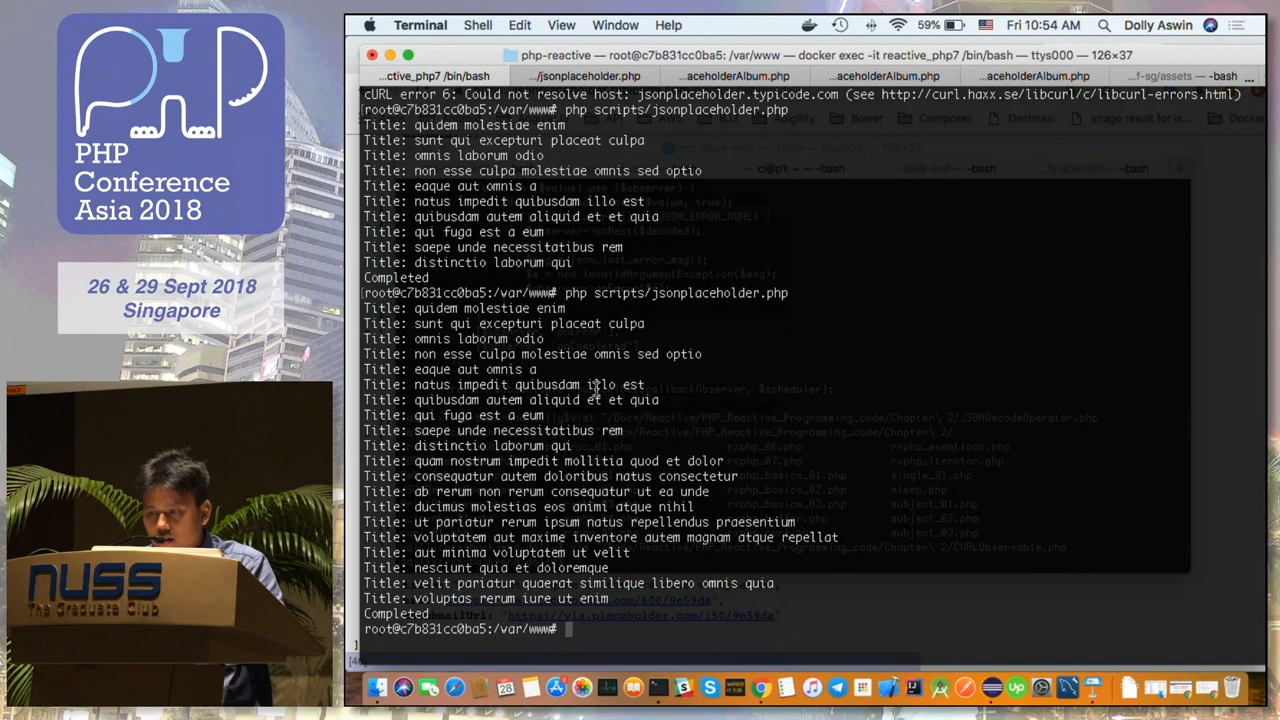 PHP
Conference
Asia 2018
26 & 29 Sept 2018
Singapore
nuss
The Graduate Club
Terminal Shell Edit View Window Help 59% Fri 10:54 AM Dolly Aswin
php-reactive — root@c7b831cc0ba5: /var/www — docker exec -it reactive_php7 /bin/bash — ttys000 — 126×37
...ctive_php7 /bin/bash .../jsonplaceholder.php ...aceholderAlbum.php ...aceholderAlbum.php ...aceholderAlbum.php ...f-sg/assets — -bash ...
cURL error 6: Could not resolve host: jsonplaceholder.typicode.com (see http://curl.haxx.se/libcurl/c/libcurl-errors.html)
[root@c7b831cc0ba5:/var/www# php scripts/jsonplaceholder.php
Title: quidem molestiae enim
Title: sunt qui excepturi placeat culpa
Title: omnis laborum odio
Title: non esse culpa molestiae omnis sed optio
Title: eaque aut omnis a
Title: natus impedit quibusdam illo est
Title: quibusdam autem aliquid et et quia
Title: qui fuga est a eum
Title: saepe unde necessitatibus rem
Title: distinctio laborum qui
Completed
[root@c7b831cc0ba5:/var/www# php scripts/jsonplaceholder.php
Title: quidem molestiae enim
Title: sunt qui excepturi placeat culpa
Title: omnis laborum odio
Title: non esse culpa molestiae omnis sed optio
Title: eaque aut omnis a
Title: natus impedit quibusdam illo est
Title: quibusdam autem aliquid et et quia
Title: qui fuga est a eum
Title: saepe unde necessitatibus rem
Title: distinctio laborum qui
Title: quam nostrum impedit mollitia quod et dolor
Title: consequatur autem doloribus natus consectetur
Title: ab rerum non rerum consequatur ut ea unde
Title: ducimus molestias eos animi atque nihil
Title: ut pariatur rerum ipsum natus repellendus praesentium
Title: voluptatem aut maxime inventore autem magnam atque repellat
Title: aut minima voluptatem ut velit
Title: nesciunt quia et doloremque
Title: velit pariatur quaerat similique libero omnis quia
Title: voluptas rerum iure ut enim
Completed
root@c7b831cc0ba5:/var/www#